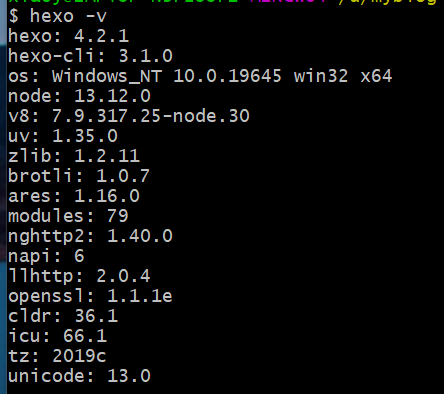 $ hexo -v
hexo: 4.2.1
hexo-cli: 3.1.0
os: Windows_NT 10.0.19645 win32 x64
node: 13.12.0
v8: 7.9.317.25-node.30
uv: 1.35.0
zlib: 1.2.11
brotli: 1.0.7
ares: 1.16.0
modules: 79
nghttp2: 1.40.0
napi: 6
llhttp: 2.0.4
openssl: 1.1.1e
cldr: 36.1
icu: 66.1
tz: 2019c
unicode: 13.0